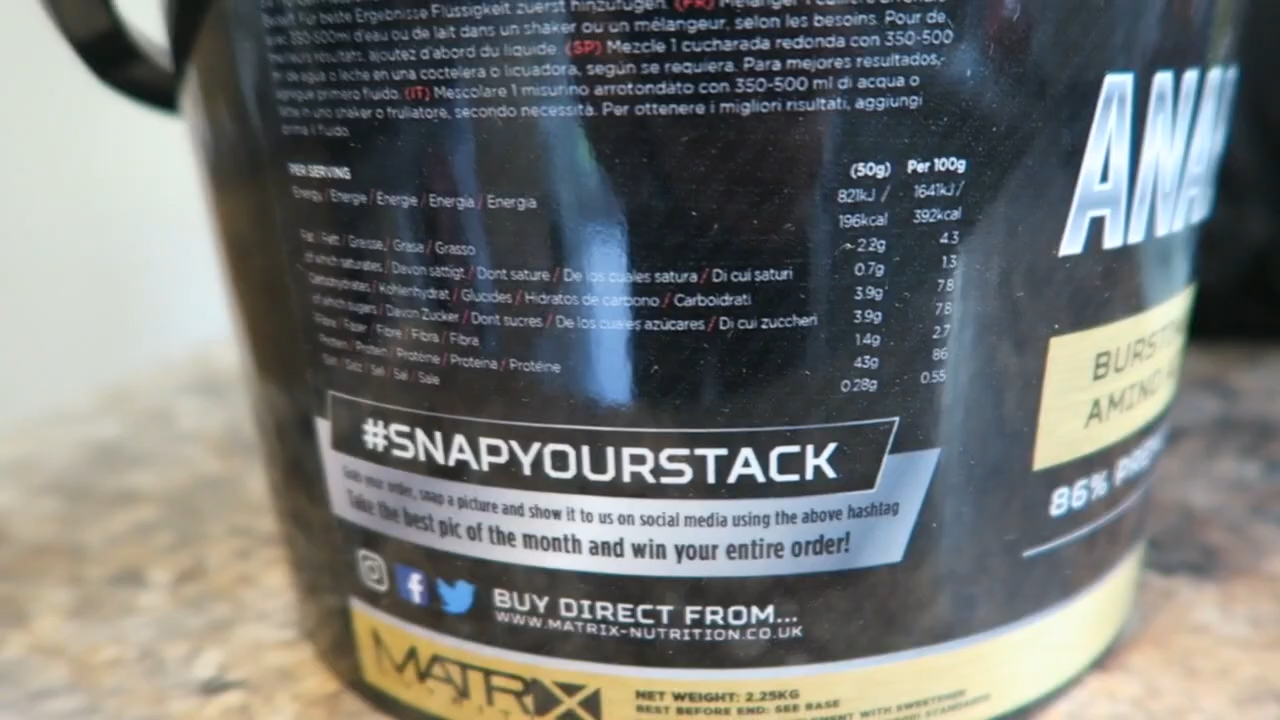 Für beste Ergebnisse Flüssigkeit zuerst hinzufügen. (FR) Mélanger 1
350-500ml d'eau ou de lait dans un shaker ou un mélangeur, selon les besoins. Pour de
résultats, ajoutez d'abord du liquide. (SP) Mezcle 1 cucharada redonda con 350-500
de agua o leche en una coctelera o licuadora, según se requiera. Para mejores resultados,
primero fluido. (IT) Mescolare 1 misurino arrotondato con 350-500 ml di acqua o
in uno shaker o frullatore, secondo necessità. Per ottenere i migliori risultati, aggiungi
prima il fluido.
PER SERVING (50g) Per 100g
Energy / Energie / Energie / Energia / Energia 821kJ / 1641kJ /
196kcal 392kcal
Fat / Fett / Graisse / Grasa / Grasso 2.2g 4.3
of which saturates / Davon sättigt / Dont sature / De los cuales satura / Di cui saturi 0.7g 1.3
Carbohydrates / Kohlenhydrat / Glucides / Hidratos de carbono / Carboidrati 3.9g 7.8
of which sugars / Davon Zucker / Dont sucres / De los cuales azúcares / Di cui zuccheri 3.9g 7.8
Fibre / Faser / Fibre / Fibra / Fibra 1.4g 2.7
Protein / Protein / Protéine / Proteina / Protéine 43g 86
Salt / Salz / Sel / Sal / Sale 0.28g 0.55
#SNAPYOURSTACK
Grab your order, snap a picture and show it to us on social media using the above hashtag
Take the best pic of the month and win your entire order!
BUY DIRECT FROM...
WWW.MATRIX-NUTRITION.CO.UK
MATRIX
NET WEIGHT: 2.25KG
BEST BEFORE END: SEE BASE
WITH SWEETENER
STANDARDS
ANA
BURST
AMINO
86%